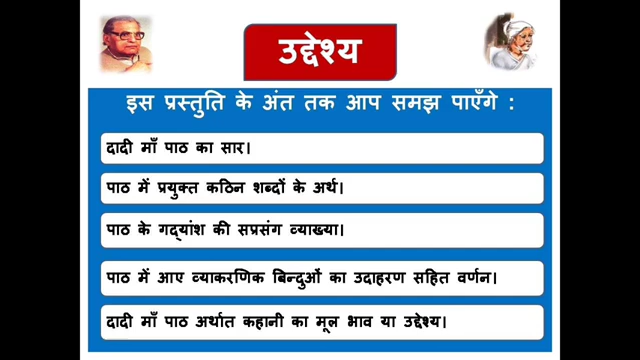 उद्देश्य
इस प्रस्तुति के अंत तक आप समझ पाएँगे :
दादी माँ पाठ का सार।
पाठ में प्रयुक्त कठिन शब्दों के अर्थ।
पाठ के गद्यांश की सप्रसंग व्याख्या।
पाठ में आए व्याकरणिक बिन्दुओं का उदाहरण सहित वर्णन।
दादी माँ पाठ अर्थात कहानी का मूल भाव या उद्देश्य।